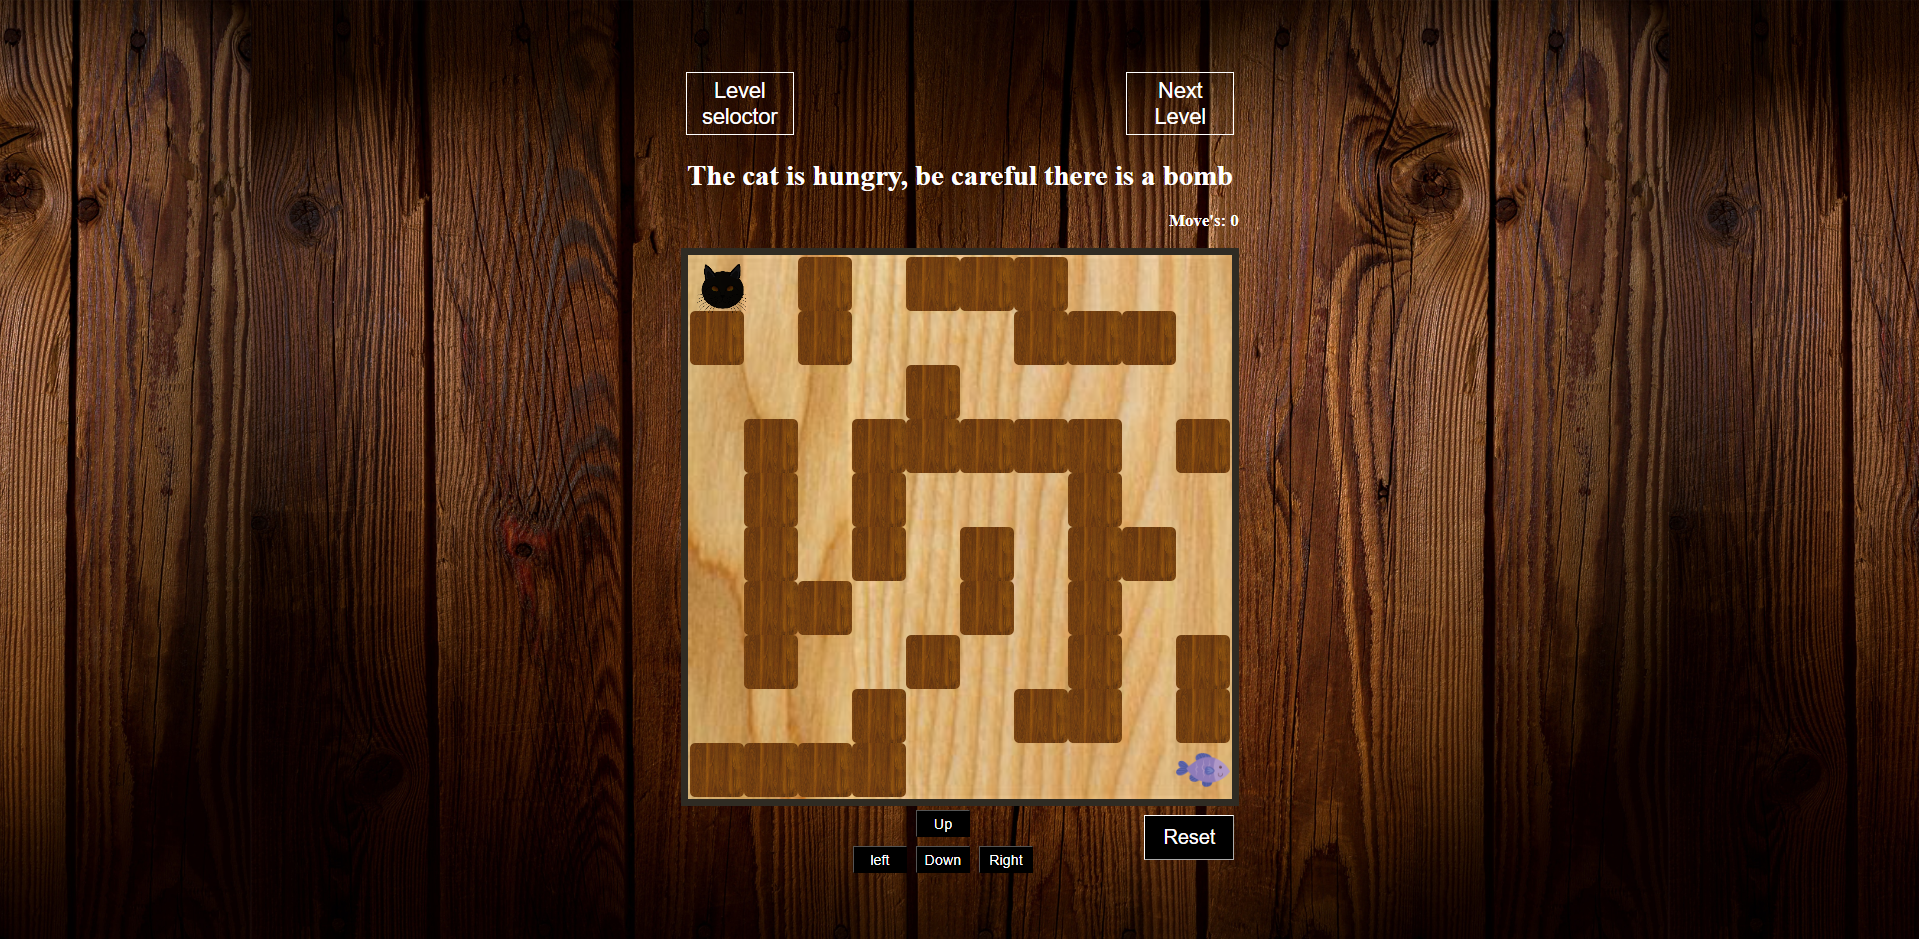 Level
seloctor
Next
Level
The cat is hungry, be careful there is a bomb
Move's: 0
Up
left
Down
Right
Reset